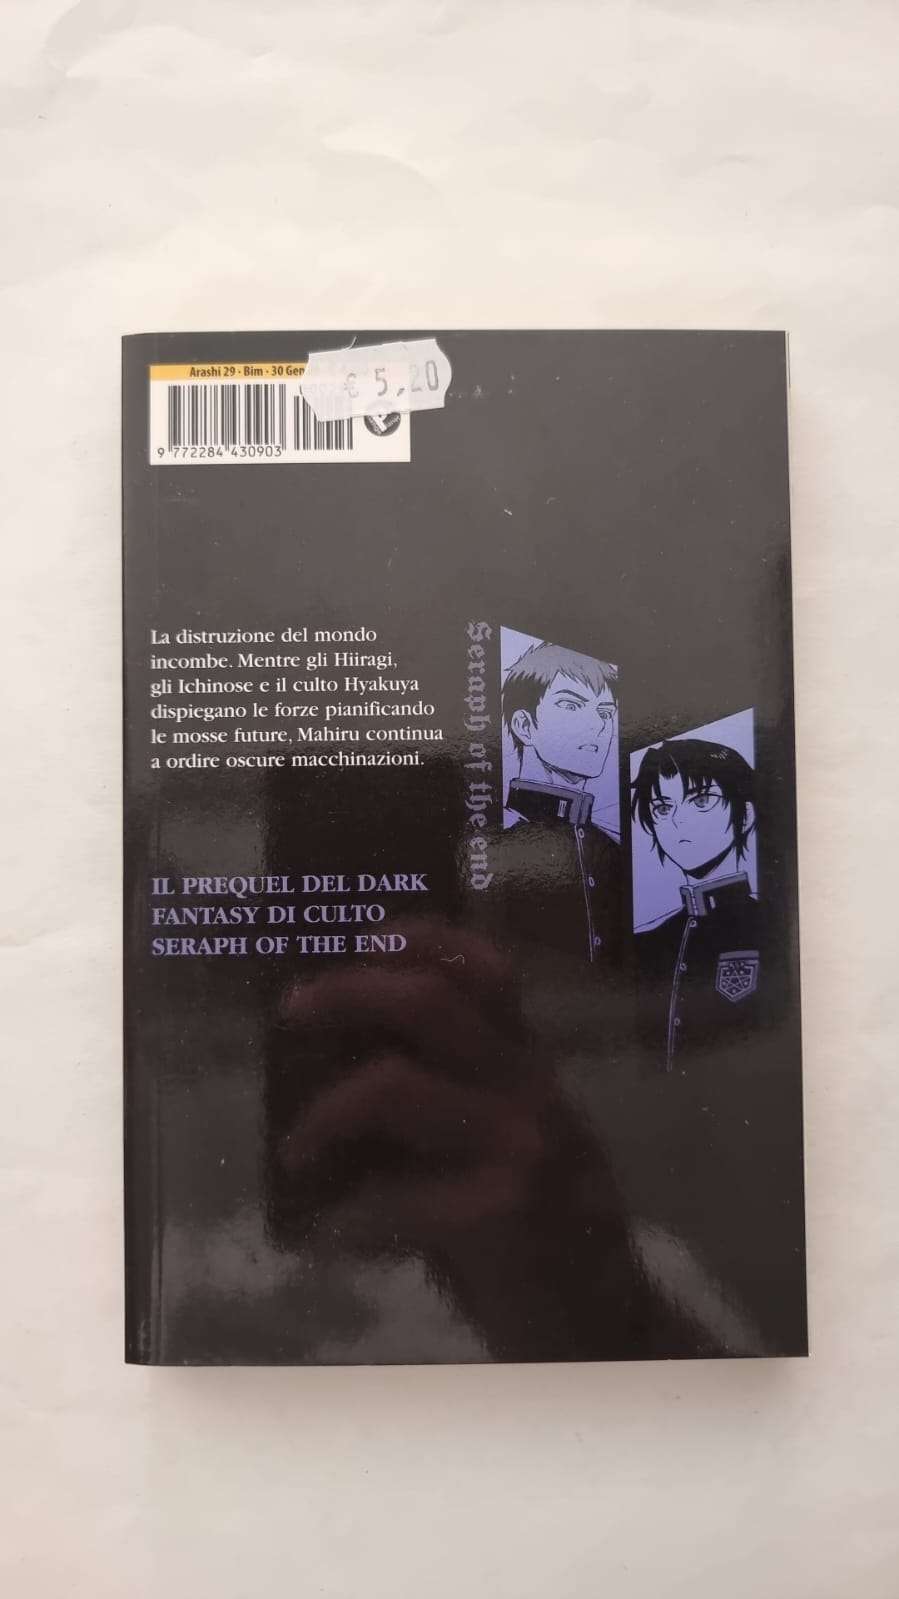 Arashi 29 · Bim · 30 Gen
€ 5,20
9 772284 430903
La distruzione del mondo
incombe. Mentre gli Hiiragi,
gli Ichinose e il culto Hyakuya
dispiegano le forze pianificando
le mosse future, Mahiru continua
a ordire oscure macchinazioni.
Seraph of the end
IL PREQUEL DEL DARK
FANTASY DI CULTO
SERAPH OF THE END